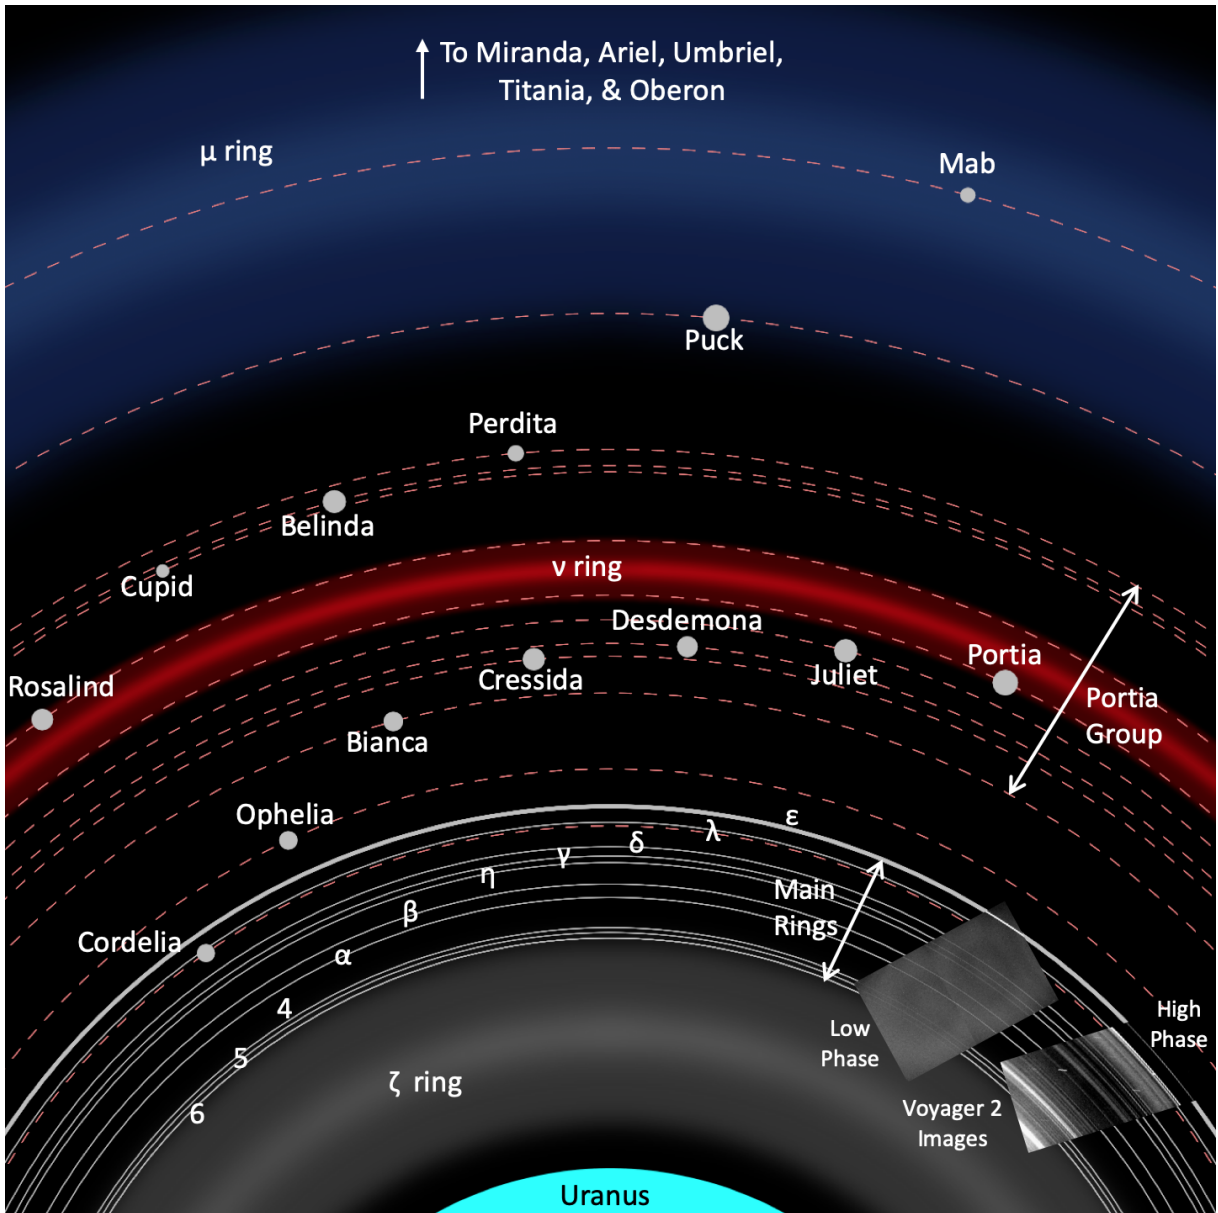 To Miranda, Ariel, Umbriel,
Titania, & Oberon
μ ring
Mab
Puck
Perdita
Belinda
Cupid
ν ring
Desdemona
Cressida
Juliet
Portia
Rosalind
Portia
Group
Bianca
Ophelia
ε
λ
δ
γ
η
β
α
Main
Rings
Cordelia
4
5
6
Low
Phase
High
Phase
ζ ring
Voyager 2
Images
Uranus